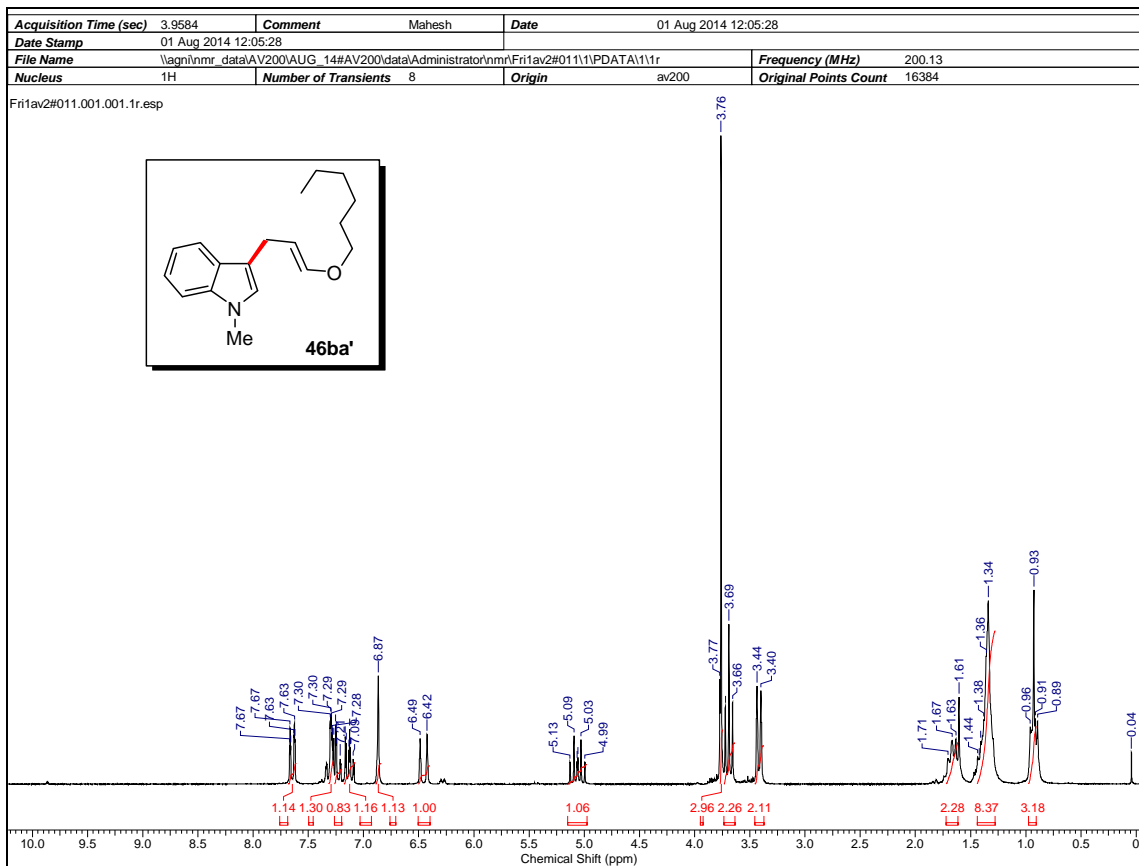 Acquisition Time (sec) 3.9584 Comment Mahesh Date 01 Aug 2014 12:05:28
Date Stamp 01 Aug 2014 12:05:28
File Name \\agni\nmr_data\AV200\AUG_14#AV200\data\Administrator\nmr\Fri1av2#011\1\PDATA\1\1r Frequency (MHz) 200.13
Nucleus 1H Number of Transients 8 Origin av200 Original Points Count 16384
Fri1av2#011.001.001.1r.esp
O
N
Me
46ba'
3.76
7.67 7.67 7.63 7.63 7.30 7.30 7.29 7.29 7.28 7.21 7.09
6.87
6.49 6.42
5.13 5.09 5.03 4.99
3.77 3.69 3.66
3.44 3.40
1.71 1.67 1.63 1.61
1.44 1.38 1.36 1.34
0.96 0.93 0.91 0.89
0.04
1.14 1.30 0.83 1.16 1.13 1.00 1.06 2.96 2.26 2.11 2.28 8.37 3.18
10.0 9.5 9.0 8.5 8.0 7.5 7.0 6.5 6.0 5.5 5.0 4.5 4.0 3.5 3.0 2.5 2.0 1.5 1.0 0.5
Chemical Shift (ppm)